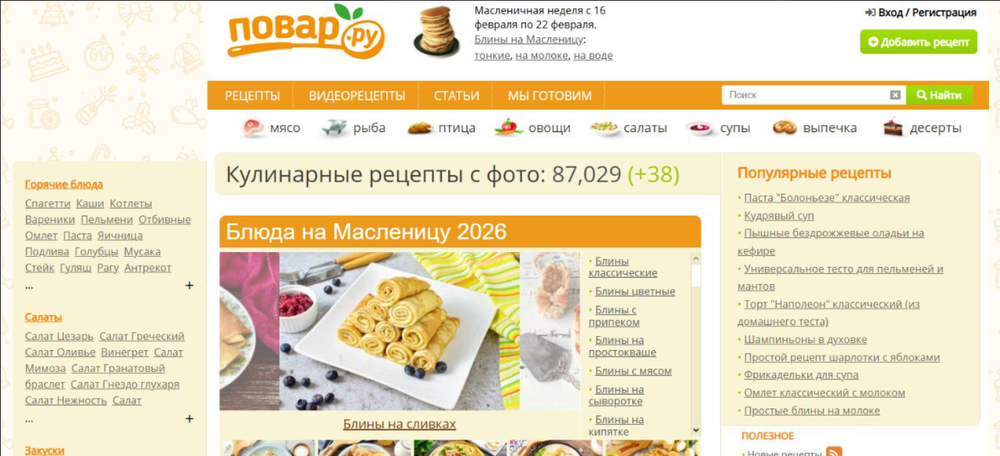 повар.ру
Масленичная неделя с 16
февраля по 22 февраля.
Блины на Масленицу:
тонкие, на молоке, на воде
Вход / Регистрация
Добавить рецепт
РЕЦЕПТЫ
ВИДЕОРЕЦЕПТЫ
СТАТЬИ
МЫ ГОТОВИМ
Поиск
Найти
мясо
рыба
птица
овощи
салаты
супы
выпечка
десерты
Горячие блюда
Спагетти Каши Котлеты
Вареники Пельмени Отбивные
Омлет Паста Яичница
Подлива Голубцы Мусака
Стейк Гуляш Рагу Антрекот
... +
Салаты
Салат Цезарь Салат Греческий
Салат Оливье Винегрет Салат
Мимоза Салат Гранатовый
браслет Салат Гнездо глухаря
Салат Нежность Салат
... +
Закуски
Кулинарные рецепты с фото: 87,029 (+38)
Блюда на Масленицу 2026
Блины на сливках
• Блины
классические
• Блины цветные
• Блины с
припеком
• Блины на
простокваше
• Блины с мясом
• Блины на
сыворотке
• Блины на
кипятке
Популярные рецепты
• Паста "Болоньезе" классическая
• Кудрявый суп
• Пышные бездрожжевые оладьи на
кефире
• Универсальное тесто для пельменей и
мантов
• Торт "Наполеон" классический (из
домашнего теста)
• Шампиньоны в духовке
• Простой рецепт шарлотки с яблоками
• Фрикадельки для супа
• Омлет классический с молоком
• Простые блины на молоке
ПОЛЕЗНОЕ
• Новые рецепты